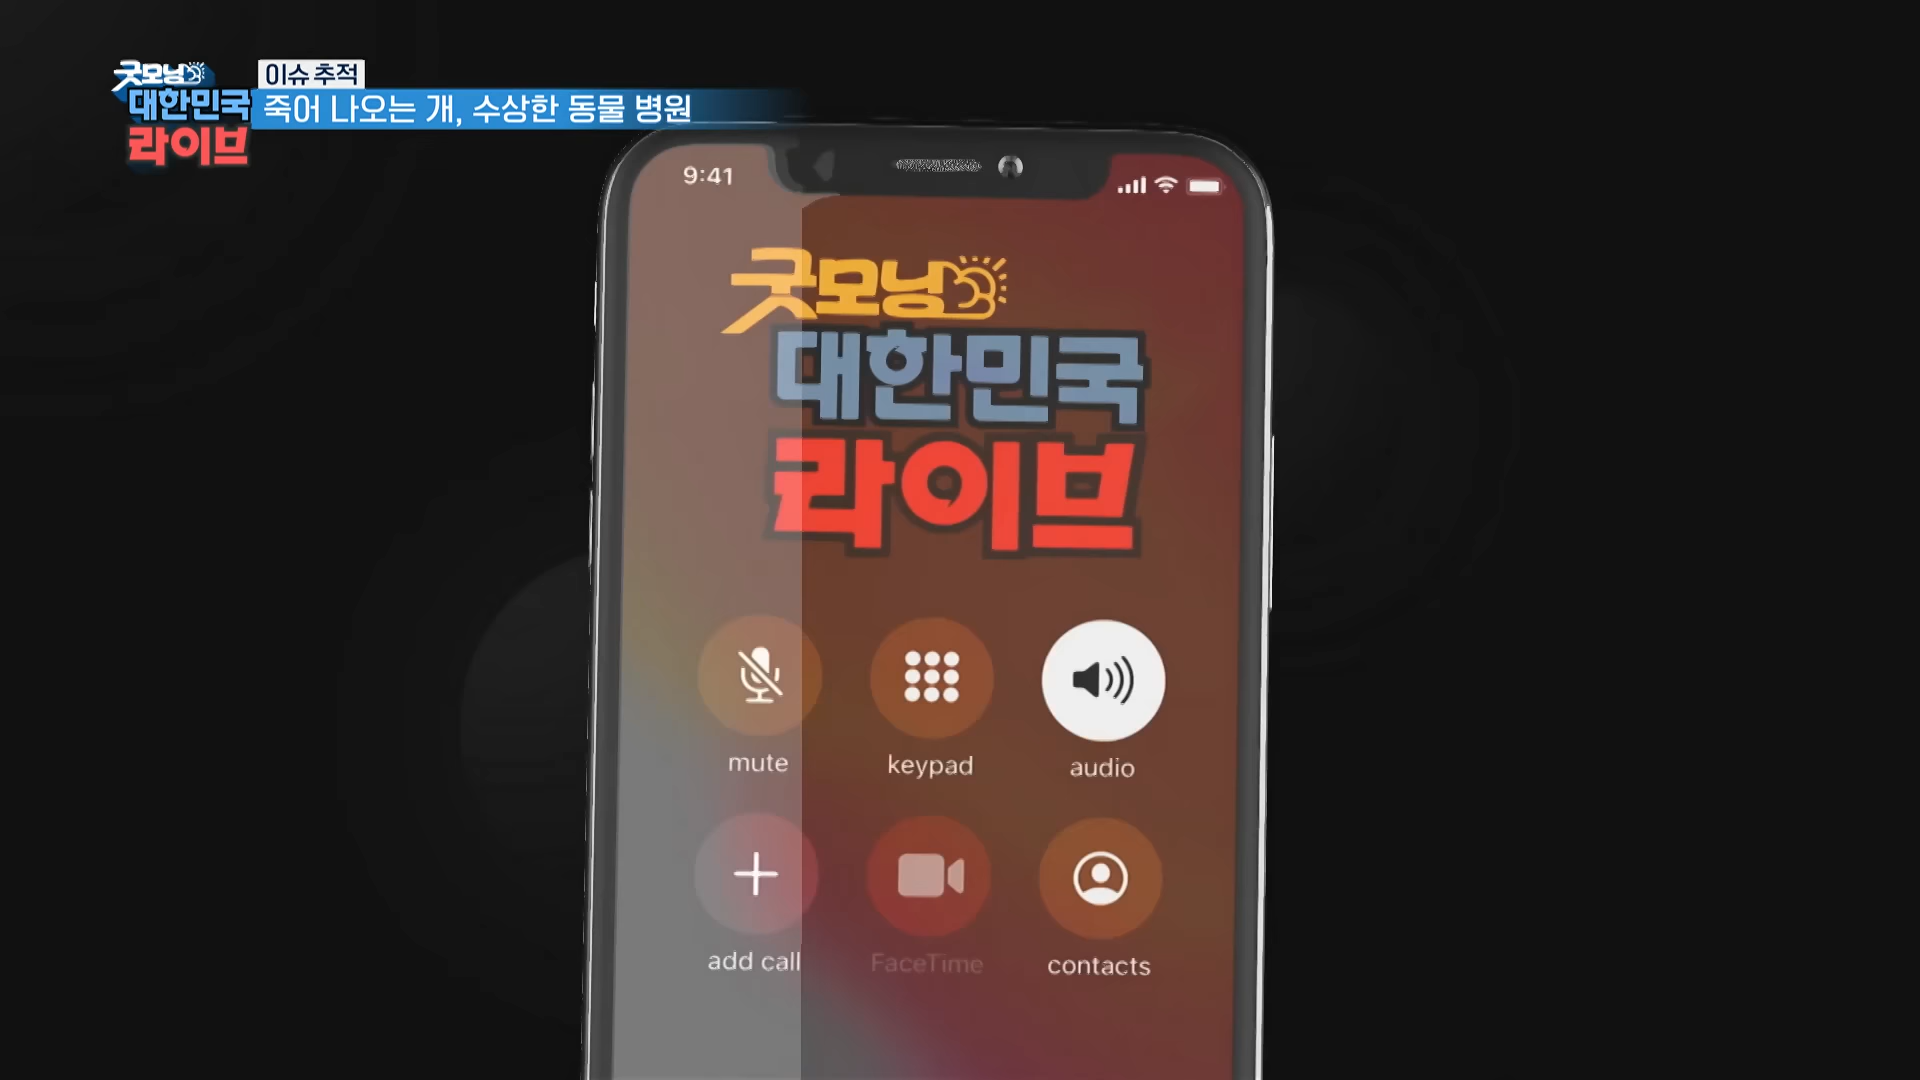 굿모닝
대한민국
라이브
이슈 추적
죽어 나오는 개, 수상한 동물 병원
9:41
굿모닝
대한민국
라이브
mute
keypad
audio
add call
FaceTime
contacts